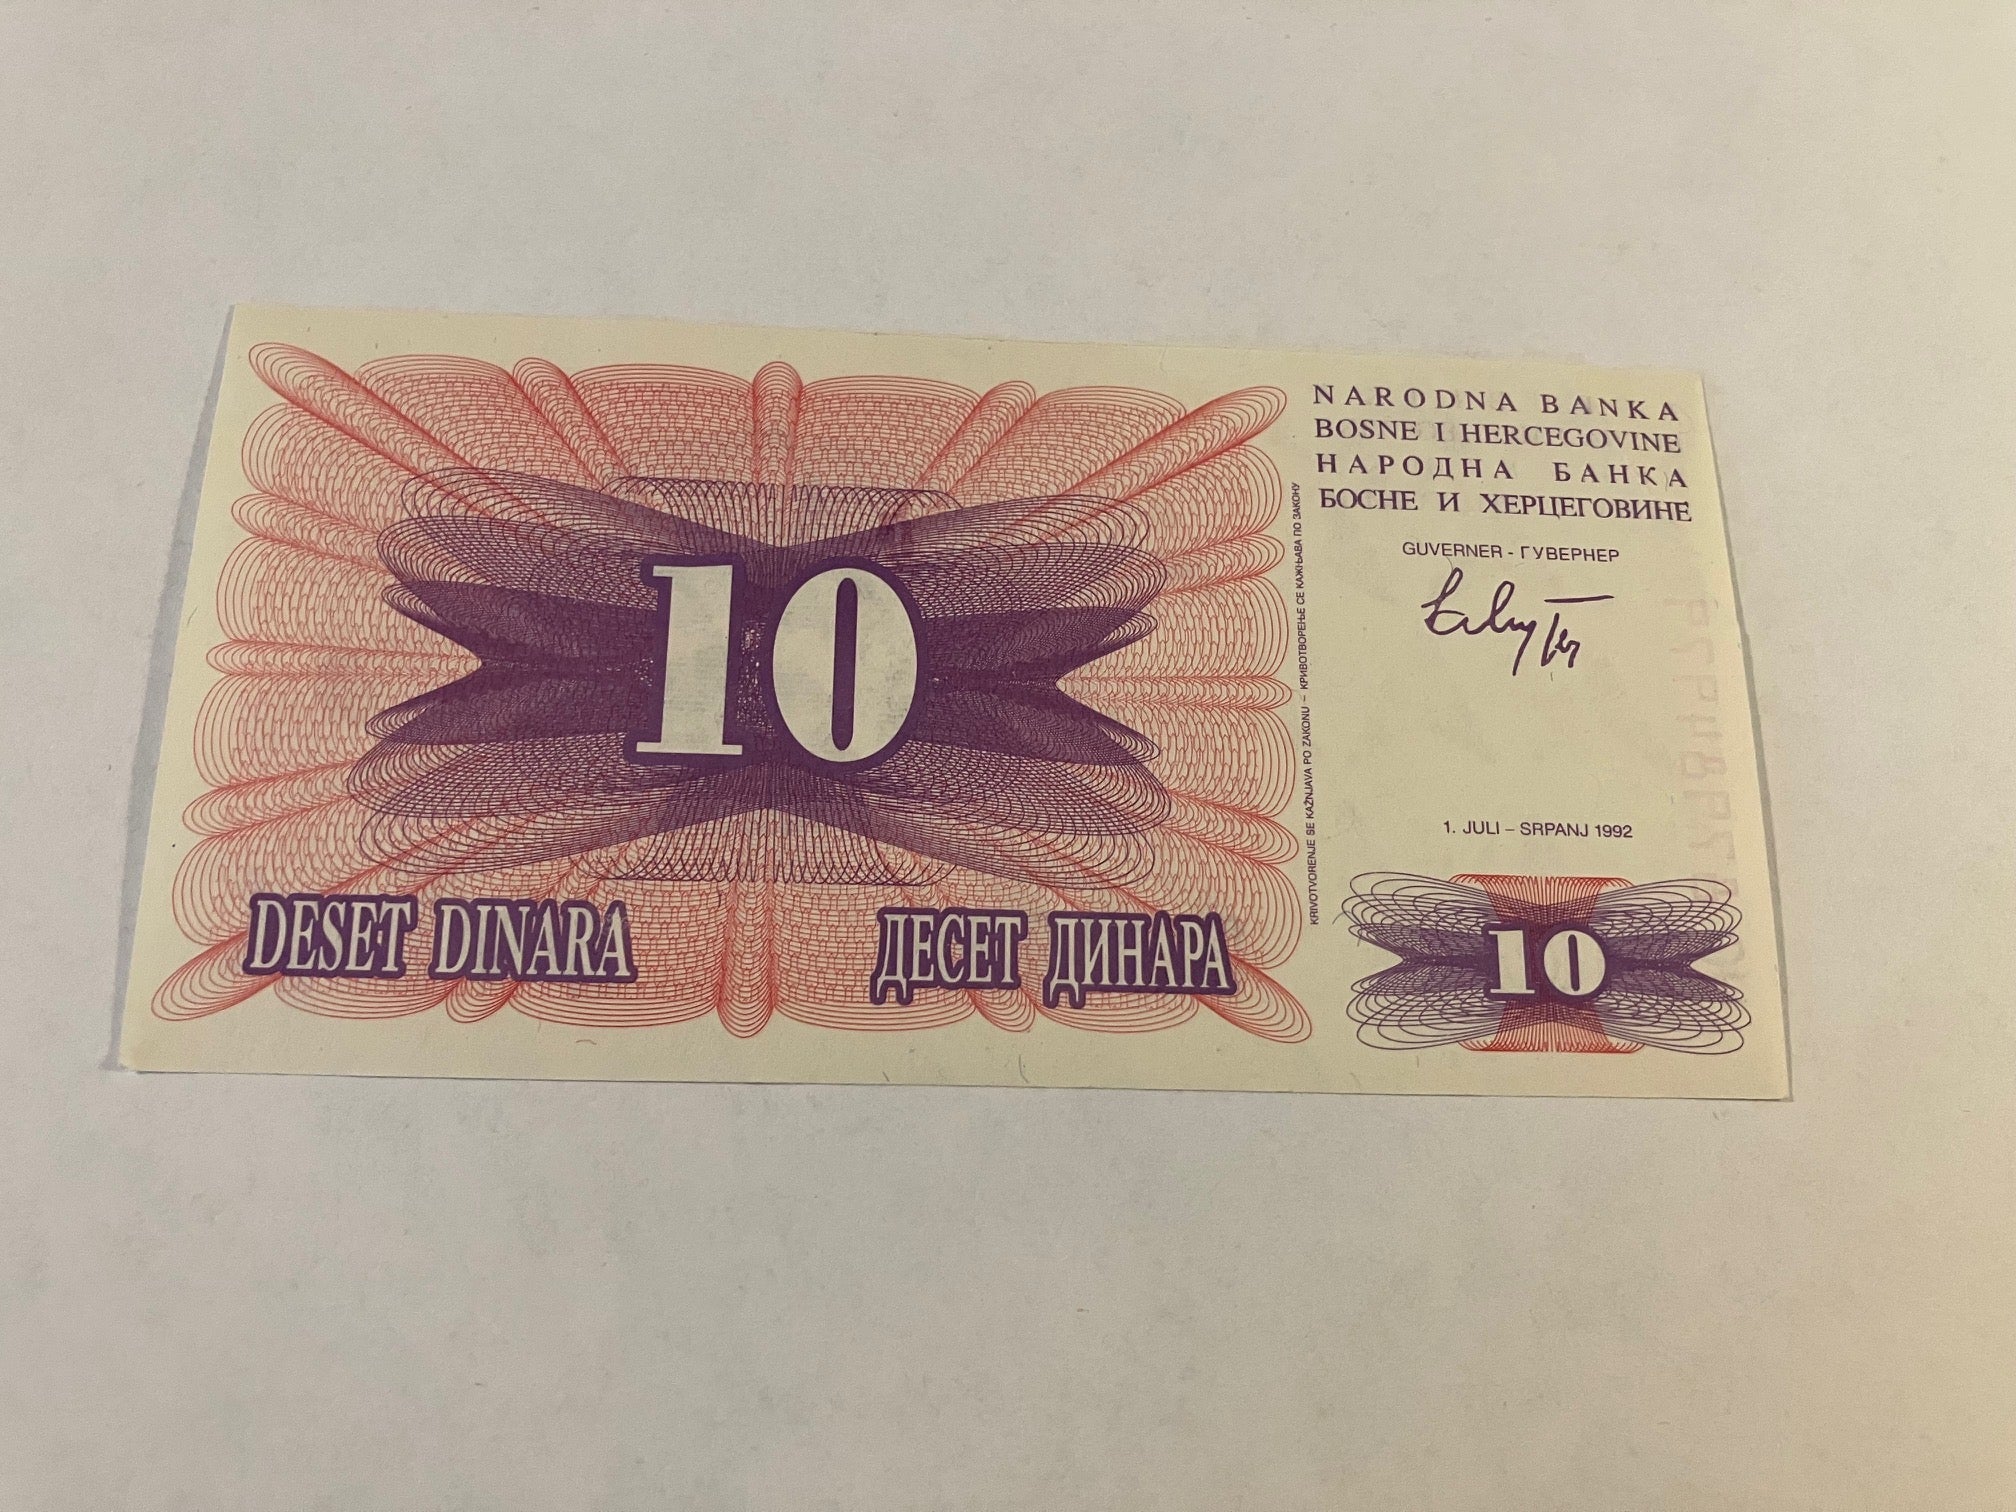 NARODNA BANKA
BOSNE I HERCEGOVINE
НАРОДНА БАНКА
БОСНЕ И ХЕРЦЕГОВИНЕ
GUVERNER - ГУВЕРНЕР
KRIVOTVORENJE SE KAŽNJAVA PO ZAKONU – КРИВОТВОРЕЊЕ СЕ КАЖЊАВА ПО ЗАКОНУ
10
1. JULI – SRPANJ 1992
DESET DINARA ДЕСЕТ ДИНАРА
10